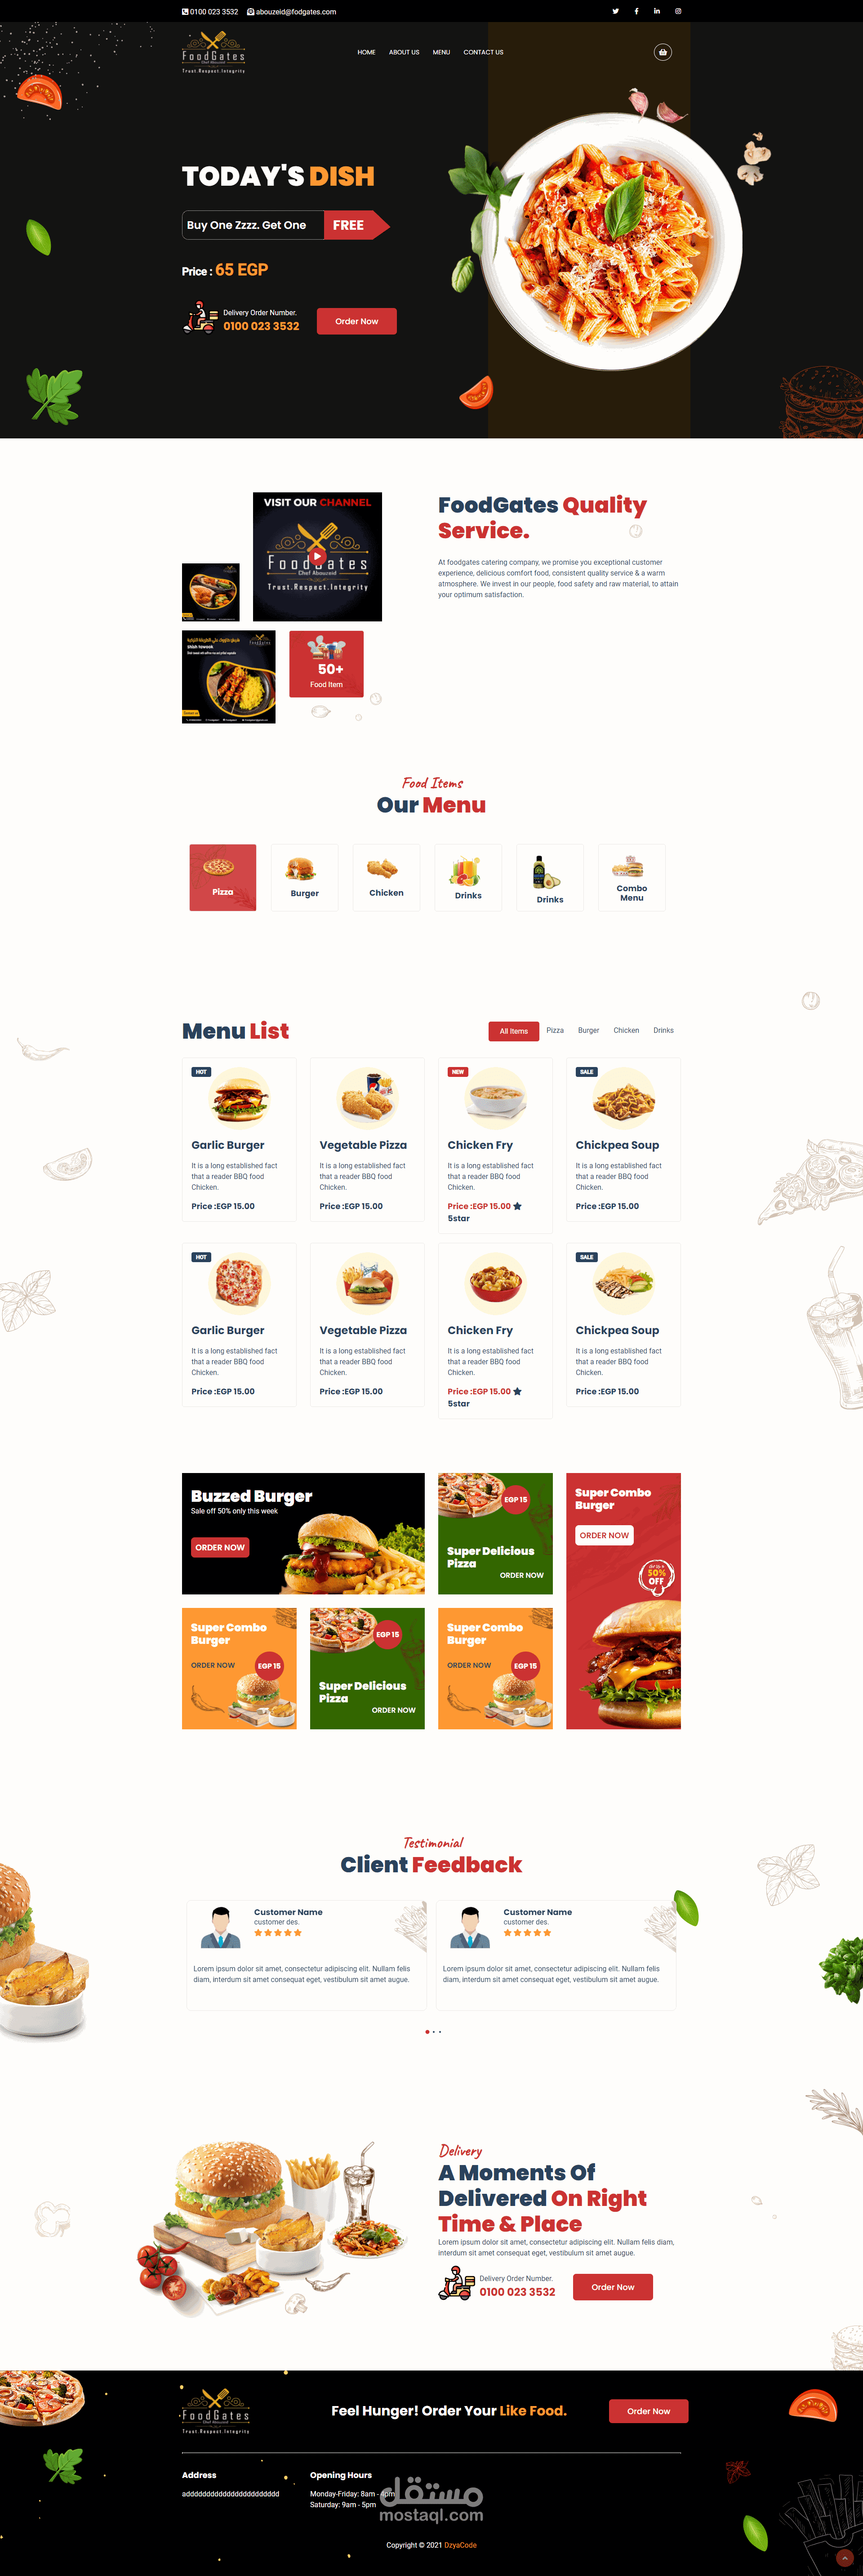 0100 023 3532 abouzeid@fodgates.com
FoodGates
Chef Abouzeid
Trust.Respect.Integrity
HOME ABOUT US MENU CONTACT US
TODAY'S DISH
Buy One Zzzz. Get One FREE
Price : 65 EGP
Delivery Order Number.
0100 023 3532
Order Now
VISIT OUR CHANNEL
FoodGates
Chef Abouzeid
Trust.Respect.Integrity
Shish tawook
50+
Food Item
FoodGates Quality
Service.
At foodgates catering company, we promise you exceptional customer
experience, delicious comfort food, consistent quality service & a warm
atmosphere. We invest in our people, food safety and raw material, to attain
your optimum satisfaction.
Food Items
Our Menu
Pizza
Burger
Chicken
Drinks
Drinks
Combo
Menu
Menu List
All Items Pizza Burger Chicken Drinks
HOT
Garlic Burger
It is a long established fact
that a reader BBQ food
Chicken.
Price :EGP 15.00
Vegetable Pizza
It is a long established fact
that a reader BBQ food
Chicken.
Price :EGP 15.00
NEW
Chicken Fry
It is a long established fact
that a reader BBQ food
Chicken.
Price :EGP 15.00
5star
SALE
Chickpea Soup
It is a long established fact
that a reader BBQ food
Chicken.
Price :EGP 15.00
HOT
Garlic Burger
It is a long established fact
that a reader BBQ food
Chicken.
Price :EGP 15.00
Vegetable Pizza
It is a long established fact
that a reader BBQ food
Chicken.
Price :EGP 15.00
Chicken Fry
It is a long established fact
that a reader BBQ food
Chicken.
Price :EGP 15.00
5star
SALE
Chickpea Soup
It is a long established fact
that a reader BBQ food
Chicken.
Price :EGP 15.00
Buzzed Burger
Sale off 50% only this week
ORDER NOW
EGP 15
Super Delicious
Pizza
ORDER NOW
Super Combo
Burger
ORDER NOW
50%
OFF
Super Combo
Burger
ORDER NOW
EGP 15
EGP 15
Super Delicious
Pizza
ORDER NOW
Super Combo
Burger
ORDER NOW
EGP 15
Testimonial
Client Feedback
Customer Name
customer des.
Lorem ipsum dolor sit amet, consectetur adipiscing elit. Nullam felis
diam, interdum sit amet consequat eget, vestibulum sit amet augue.
Customer Name
customer des.
Lorem ipsum dolor sit amet, consectetur adipiscing elit. Nullam felis
diam, interdum sit amet consequat eget, vestibulum sit amet augue.
Delivery
A Moments Of
Delivered On Right
Time & Place
Lorem ipsum dolor sit amet, consectetur adipiscing elit. Nullam felis diam,
interdum sit amet consequat eget, vestibulum sit amet augue.
Delivery Order Number.
0100 023 3532
Order Now
FoodGates
Chef Abouzeid
Trust.Respect.Integrity
Feel Hunger! Order Your Like Food.
Order Now
Address
Opening Hours
Monday-Friday: 8am - 4pm
Saturday: 9am - 5pm
مستقل
mostaql.com
Copyright © 2021 DzyaCode